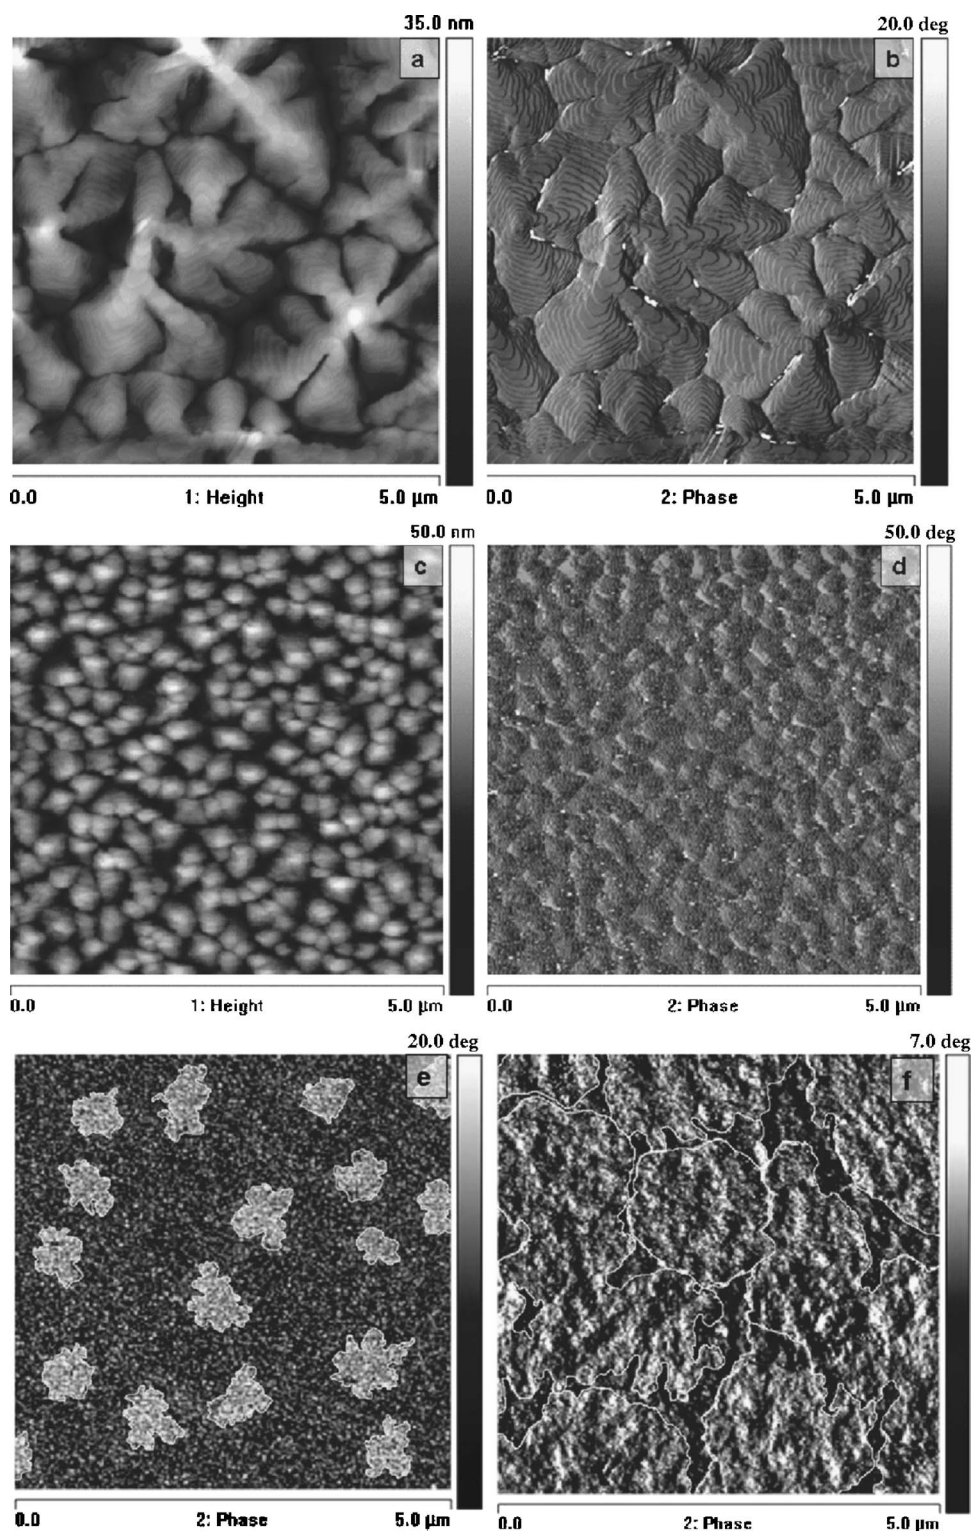 35.0 nm
20.0 deg
a
b
0.0 1: Height 5.0 µm
0.0 2: Phase 5.0 µm
50.0 nm
50.0 deg
c
d
0.0 1: Height 5.0 µm
0.0 2: Phase 5.0 µm
20.0 deg
7.0 deg
e
f
0.0 2: Phase 5.0 µm
0.0 2: Phase 5.0 µm